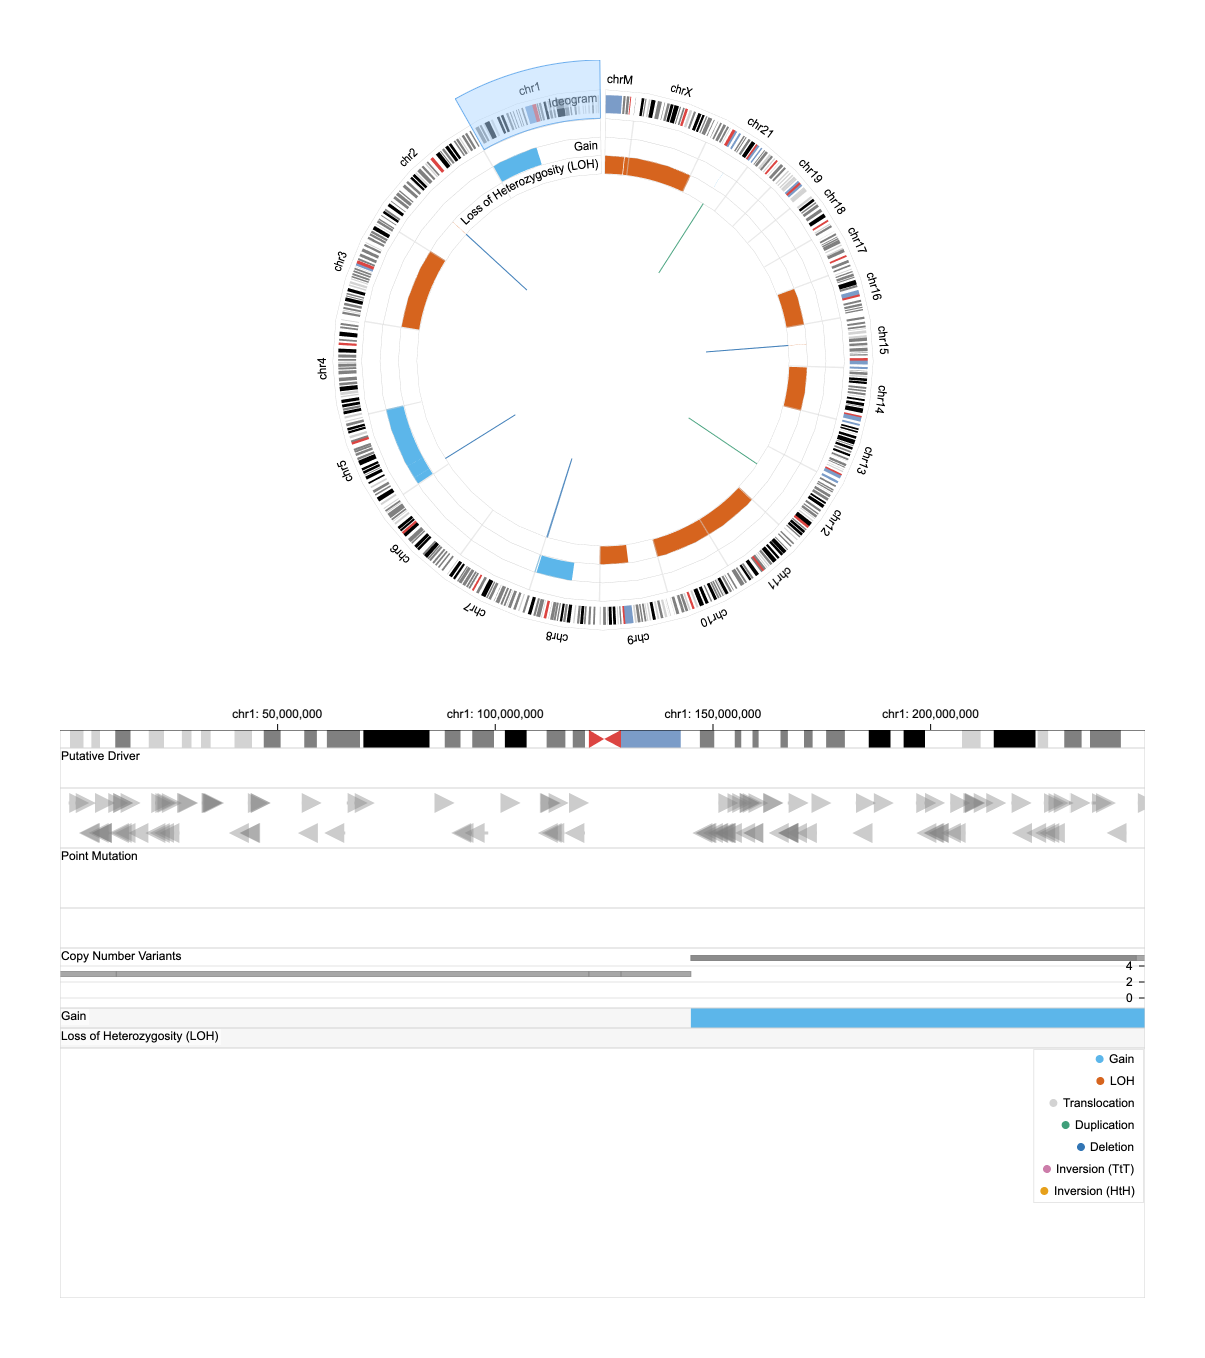 chrM
chrX
chr1
Ideogram
chr21
chr2
Gain
chr19
Loss of Heterozygosity (LOH)
chr18
chr17
chr3
chr16
chr15
chr4
chr14
chr5
chr13
chr12
chr6
chr11
chr7
chr10
chr8
chr9
chr1: 50,000,000
chr1: 100,000,000
chr1: 150,000,000
chr1: 200,000,000
Putative Driver
Point Mutation
Copy Number Variants
4
2
0
Gain
Loss of Heterozygosity (LOH)
Gain
LOH
Translocation
Duplication
Deletion
Inversion (TtT)
Inversion (HtH)